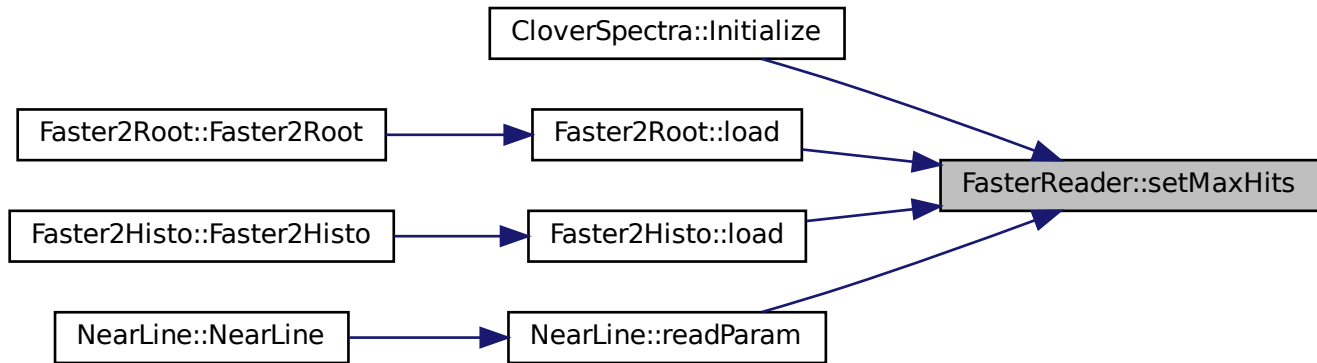 CloverSpectra::Initialize
Faster2Root::Faster2Root
Faster2Root::load
FasterReader::setMaxHits
Faster2Histo::Faster2Histo
Faster2Histo::load
NearLine::NearLine
NearLine::readParam